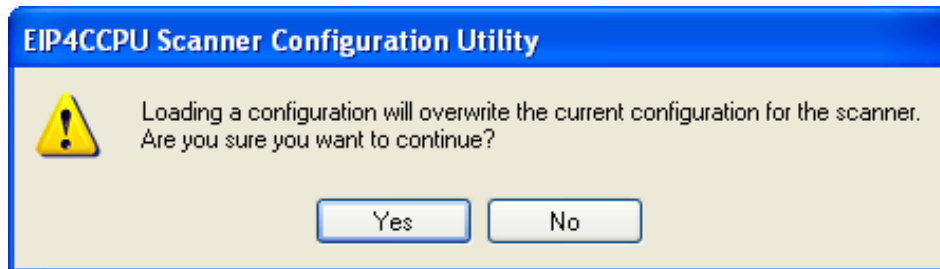 EIP4CCPU Scanner Configuration Utility
Loading a configuration will overwrite the current configuration for the scanner.
Are you sure you want to continue?
Yes No